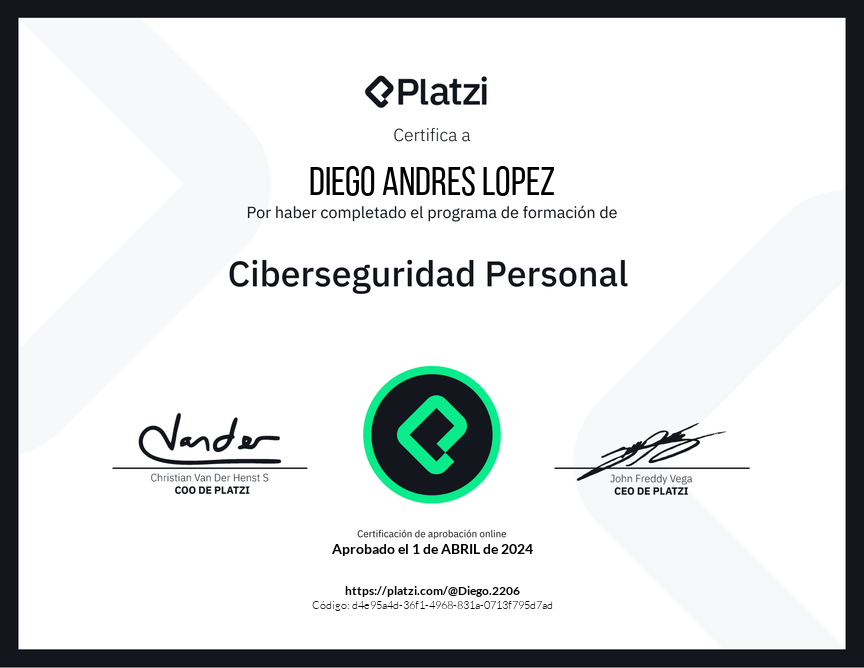 Platzi
Certifica a
DIEGO ANDRES LOPEZ
Por haber completado el programa de formación de
Ciberseguridad Personal
Vander
Christian Van Der Henst S
COO DE PLATZI
John Freddy Vega
CEO DE PLATZI
Certificación de aprobación online
Aprobado el 1 de ABRIL de 2024
https://platzi.com/@Diego.2206
Código: d4e95a4d-36f1-4968-831a-0713f795d7ad